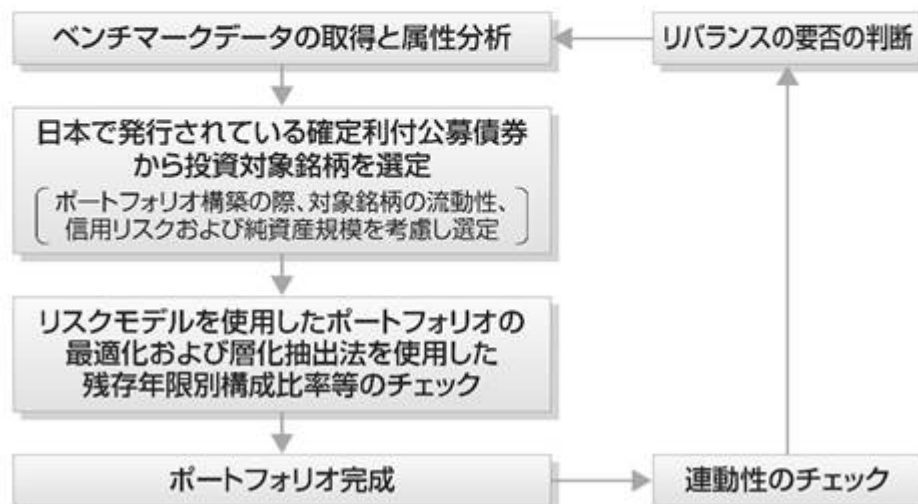 ベンチマークデータの取得と属性分析
リバランスの要否の判断
日本で発行されている確定利付公募債券
から投資対象銘柄を選定
ポートフォリオ構築の際、対象銘柄の流動性、
信用リスクおよび純資産規模を考慮し選定
リスクモデルを使用したポートフォリオの
最適化および層化抽出法を使用した
残存年限別構成比率等のチェック
ポートフォリオ完成
連動性のチェック